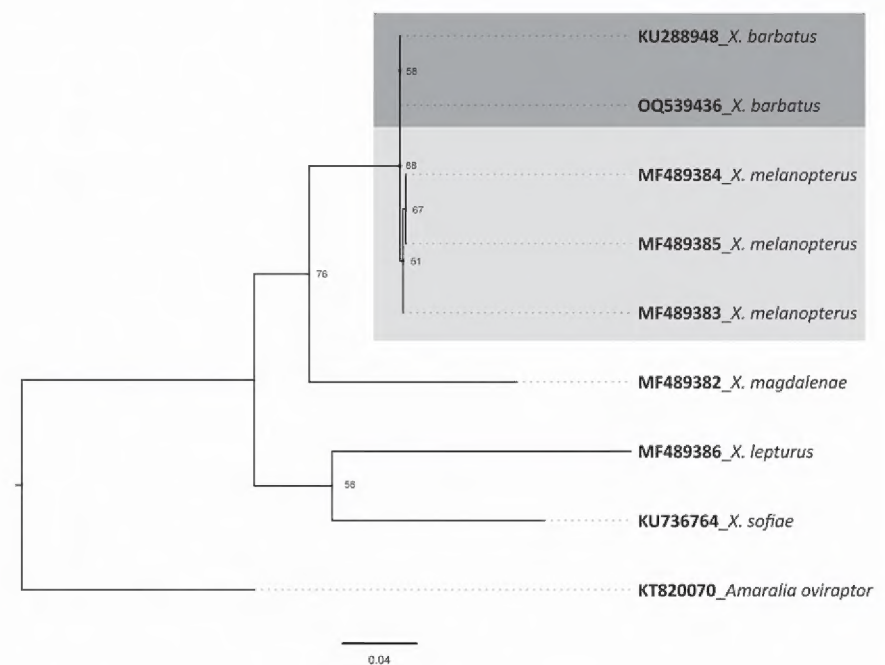 KU288948_X. barbatus
58
OQ539436_X. barbatus
88
MF489384_X. melanopterus
67
MF489385_X. melanopterus
61
76
MF489383_X. melanopterus
MF489382_X. magdalenae
MF489386_X. lepturus
58
KU736764_X. sofiae
KT820070_Amaralia oviraptor
0.04